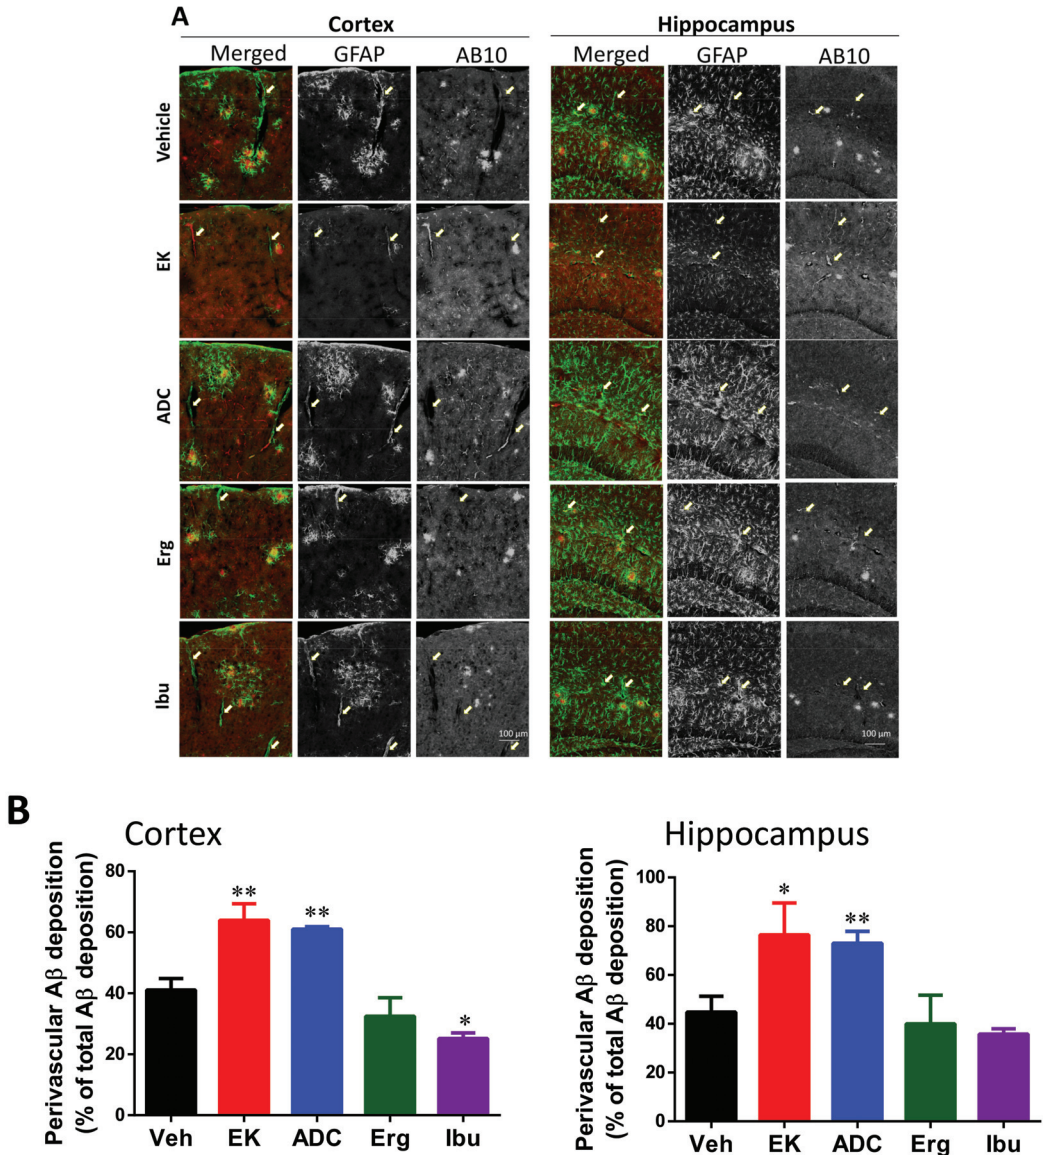 A
Cortex
Hippocampus
Merged GFAP AB10
Merged GFAP AB10
Vehicle
EK
ADC
Erg
Ibu
100 µm
100 µm
B
Cortex
Perivascular Aβ deposition
(% of total Aβ deposition)
80
60
40
20
0
** ** *
Veh EK ADC Erg Ibu
Hippocampus
Perivascular Aβ deposition
(% of total Aβ deposition)
100
80
60
40
20
0
* **
Veh EK ADC Erg Ibu